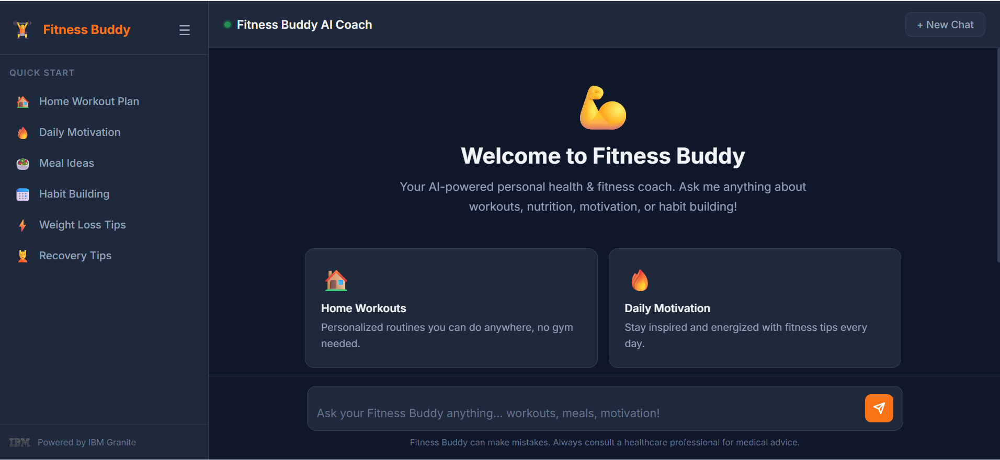 Fitness Buddy
QUICK START
Home Workout Plan
Daily Motivation
Meal Ideas
Habit Building
Weight Loss Tips
Recovery Tips
IBM Powered by IBM Granite
Fitness Buddy AI Coach
+ New Chat
Welcome to Fitness Buddy
Your AI-powered personal health & fitness coach. Ask me anything about
workouts, nutrition, motivation, or habit building!
Home Workouts
Personalized routines you can do anywhere, no gym
needed.
Daily Motivation
Stay inspired and energized with fitness tips every
day.
Ask your Fitness Buddy anything... workouts, meals, motivation!
Fitness Buddy can make mistakes. Always consult a healthcare professional for medical advice.